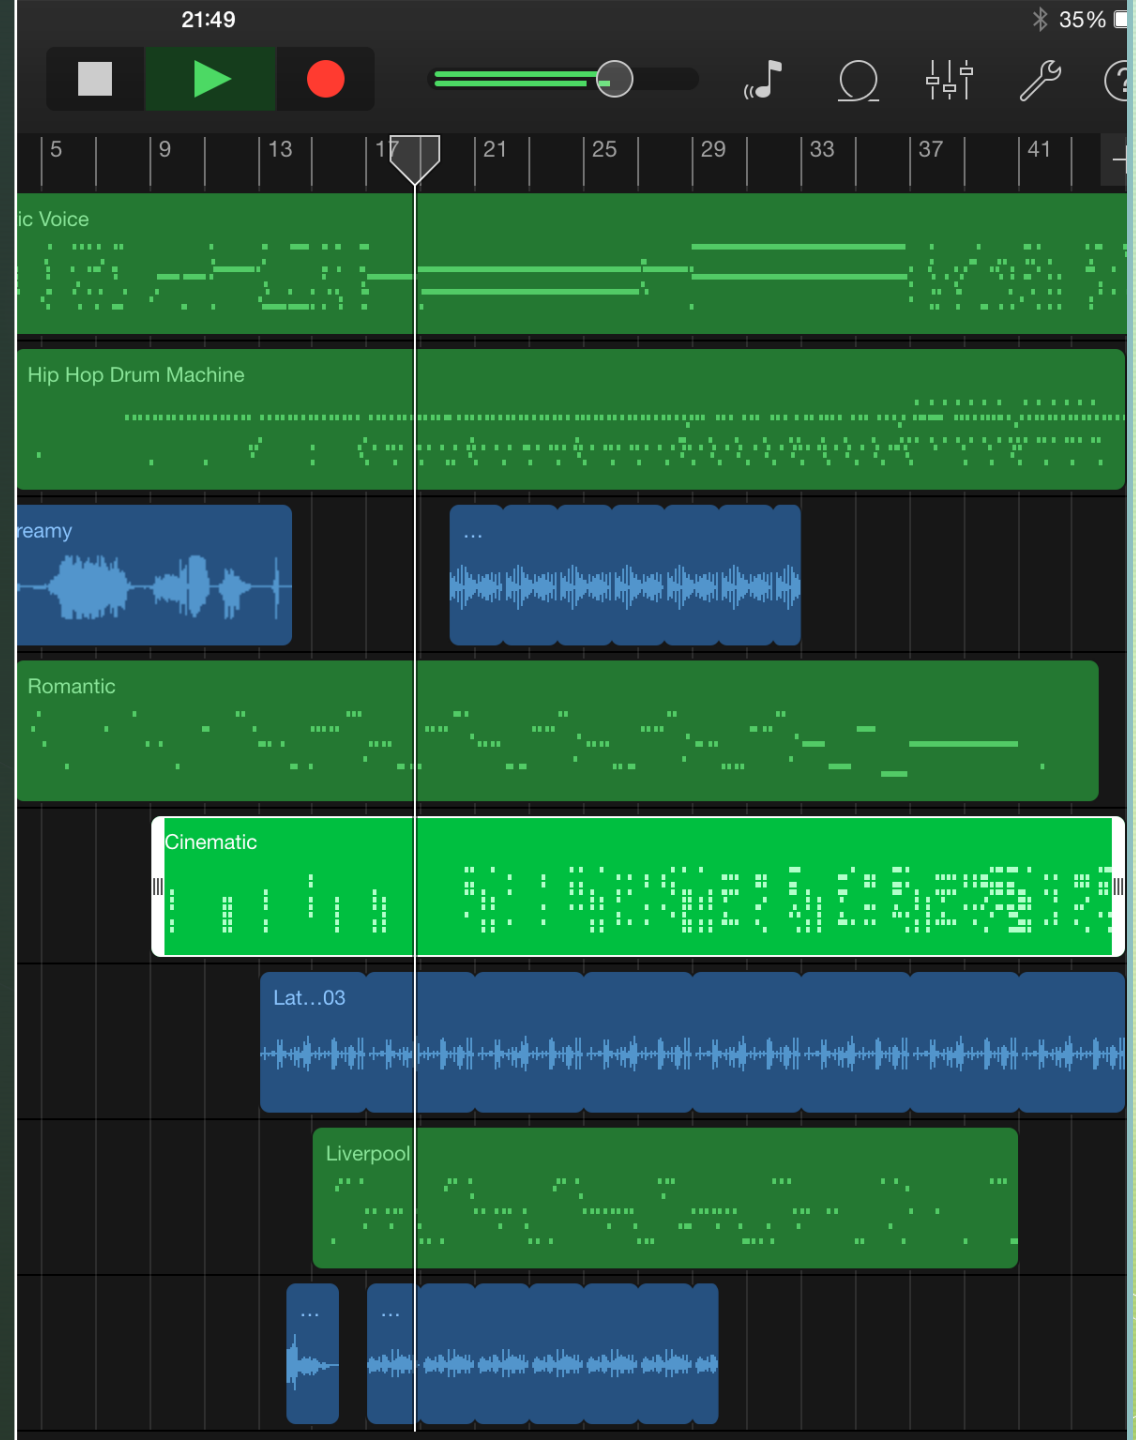 21:49
35%
5 9 13 17 21 25 29 33 37 41
ic Voice
Hip Hop Drum Machine
reamy
...
Romantic
Cinematic
Lat...03
Liverpool
...
...